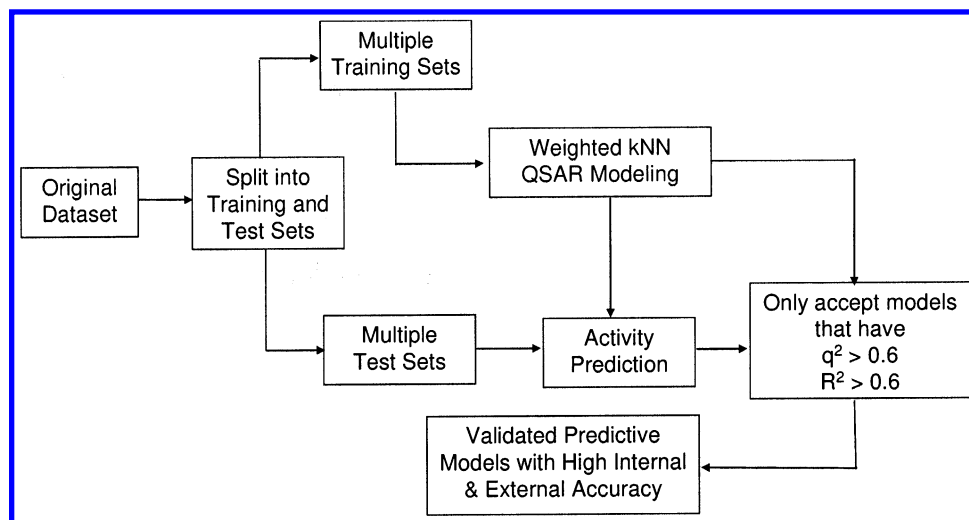 Multiple
Training Sets
Weighted kNN
QSAR Modeling
Original
Dataset
Split into
Training and
Test Sets
Only accept models
that have
q² > 0.6
R² > 0.6
Multiple
Test Sets
Activity
Prediction
Validated Predictive
Models with High Internal
& External Accuracy